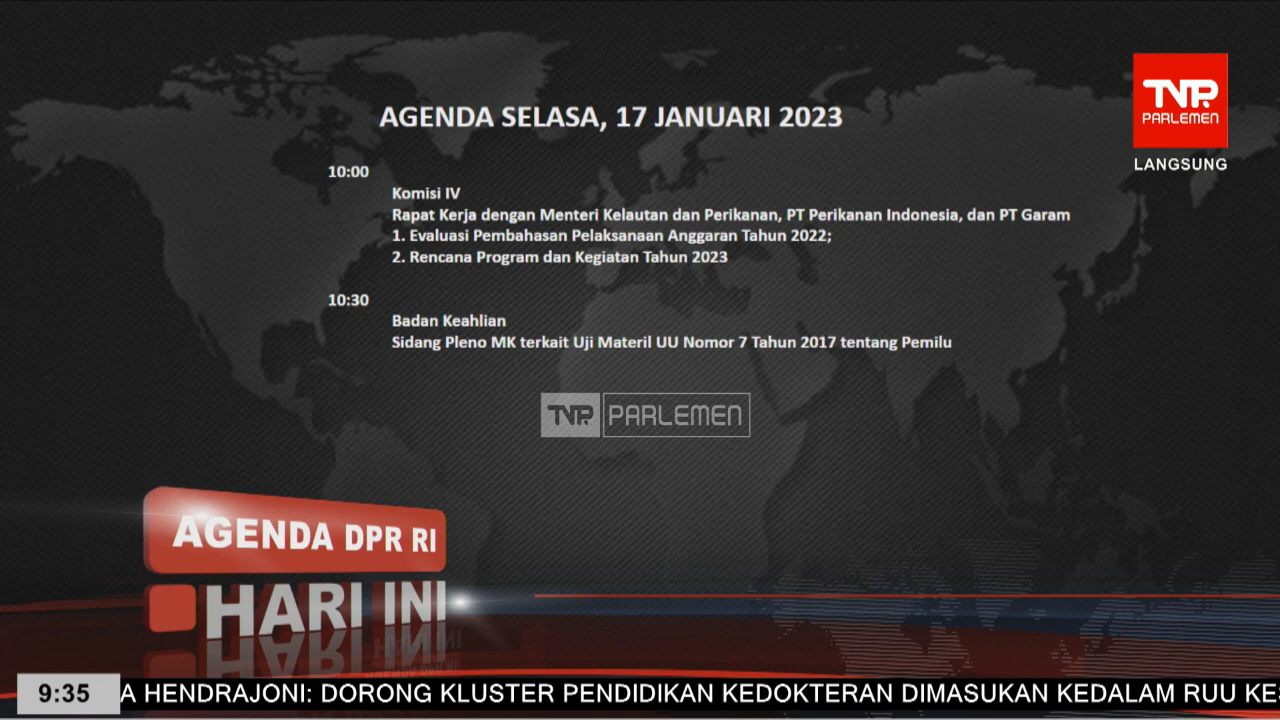 AGENDA SELASA, 17 JANUARI 2023
TVR
PARLEMEN
LANGSUNG
10:00
Komisi IV
Rapat Kerja dengan Menteri Kelautan dan Perikanan, PT Perikanan Indonesia, dan PT Garam
1. Evaluasi Pembahasan Pelaksanaan Anggaran Tahun 2022;
2. Rencana Program dan Kegiatan Tahun 2023
10:30
Badan Keahlian
Sidang Pleno MK terkait Uji Materil UU Nomor 7 Tahun 2017 tentang Pemilu
TVR PARLEMEN
AGENDA DPR RI
HARI INI
9:35 A HENDRAJONI: DORONG KLUSTER PENDIDIKAN KEDOKTERAN DIMASUKAN KEDALAM RUU KE